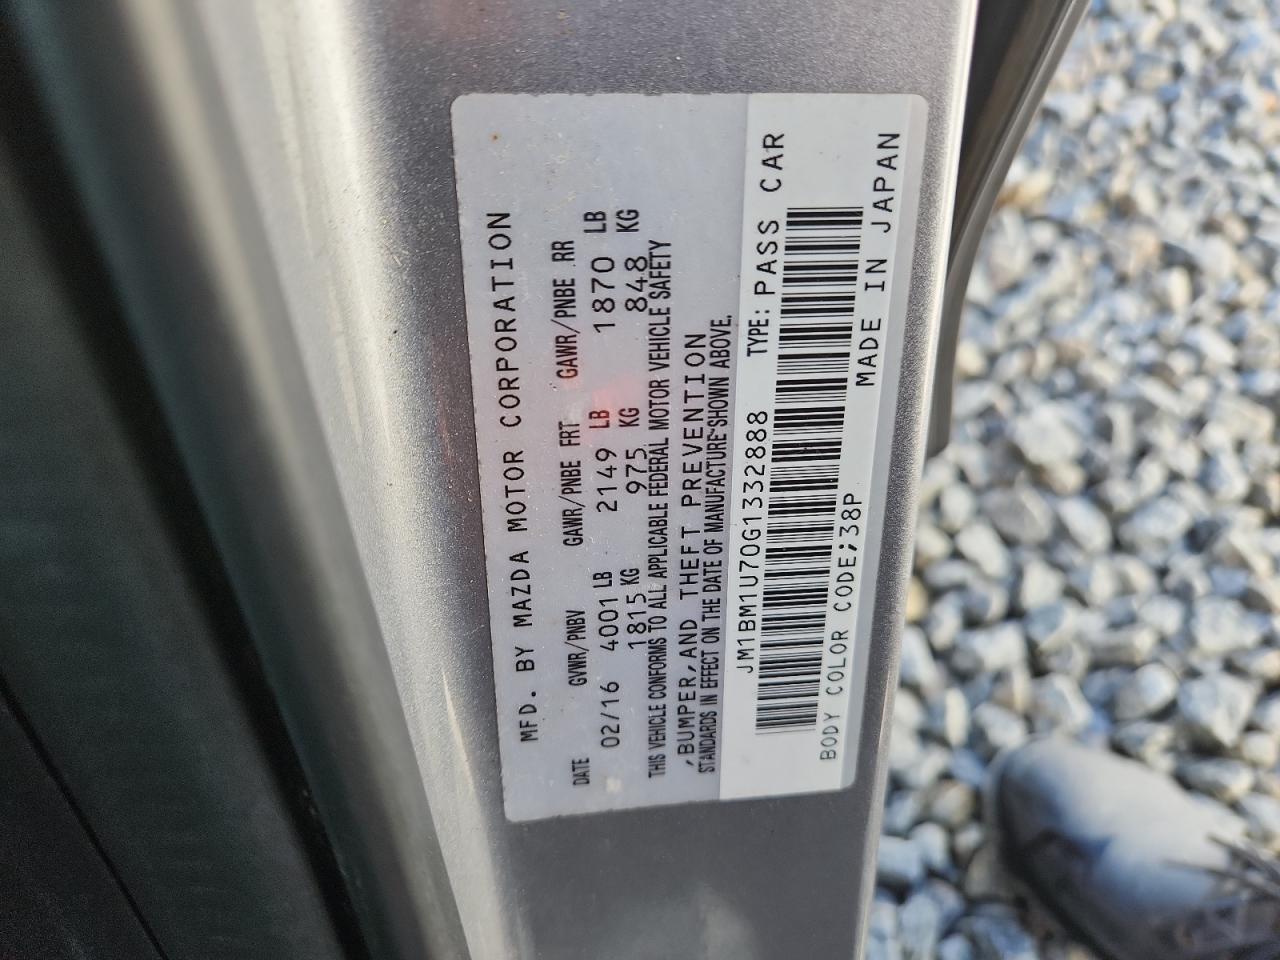 MFD. BY MAZDA MOTOR CORPORATION
DATE GVWR/PNBV GAWR/PNBE FRT GAWR/PNBE RR
02/16 4001 LB 2149 LB 1870 LB
1815 KG 975 KG 848 KG
THIS VEHICLE CONFORMS TO ALL APPLICABLE FEDERAL MOTOR VEHICLE SAFETY
,BUMPER,AND THEFT PREVENTION
STANDARDS IN EFFECT ON THE DATE OF MANUFACTURE SHOWN ABOVE.
JM1BM1U70G1332888 TYPE: PASS CAR
BODY COLOR CODE;38P MADE IN JAPAN